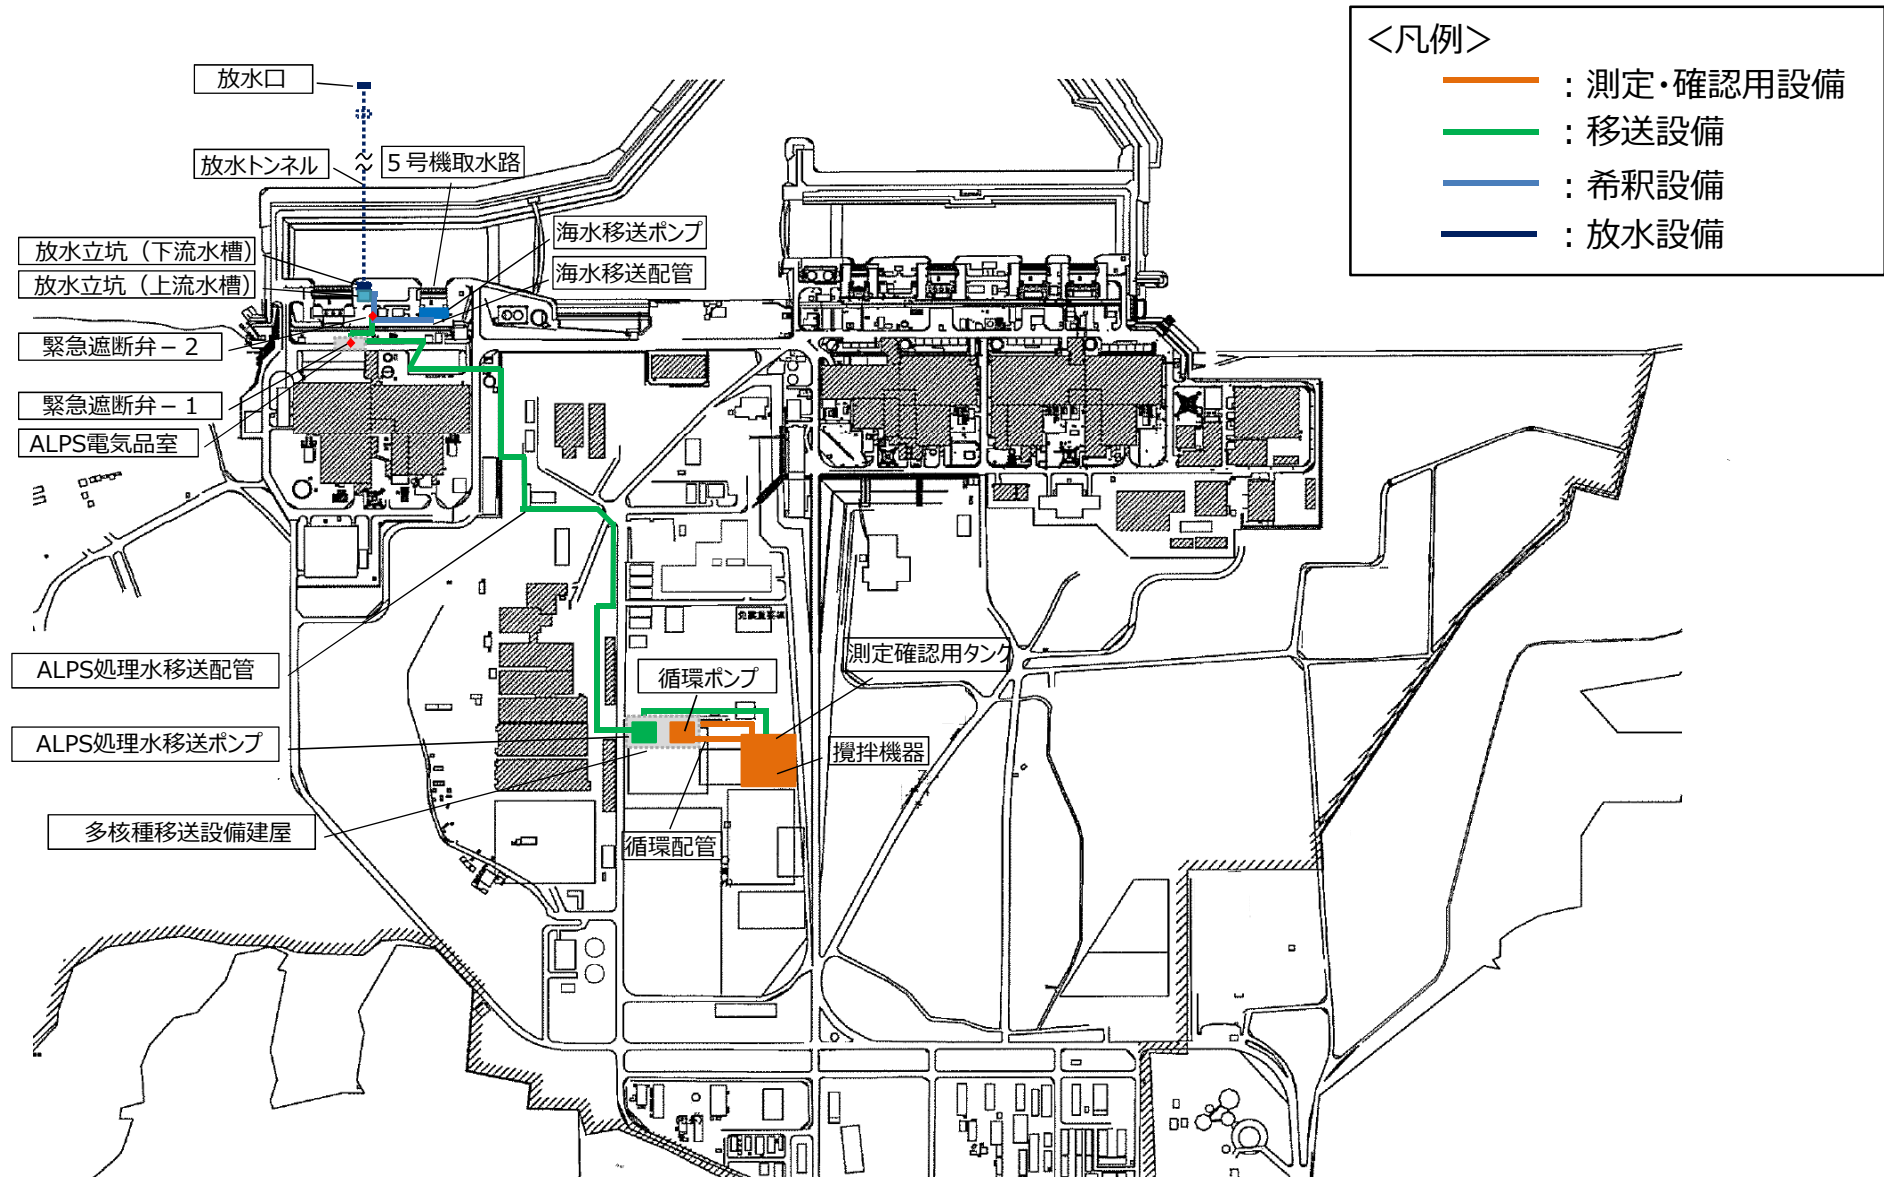 <凡例>
：測定・確認用設備
：移送設備
：希釈設備
：放水設備
放水口
放水トンネル
５号機取水路
海水移送ポンプ
海水移送配管
放水立坑（下流水槽）
放水立坑（上流水槽）
緊急遮断弁－２
緊急遮断弁－１
ALPS電気品室
ALPS処理水移送配管
測定確認用タンク
循環ポンプ
ALPS処理水移送ポンプ
攪拌機器
多核種移送設備建屋
循環配管